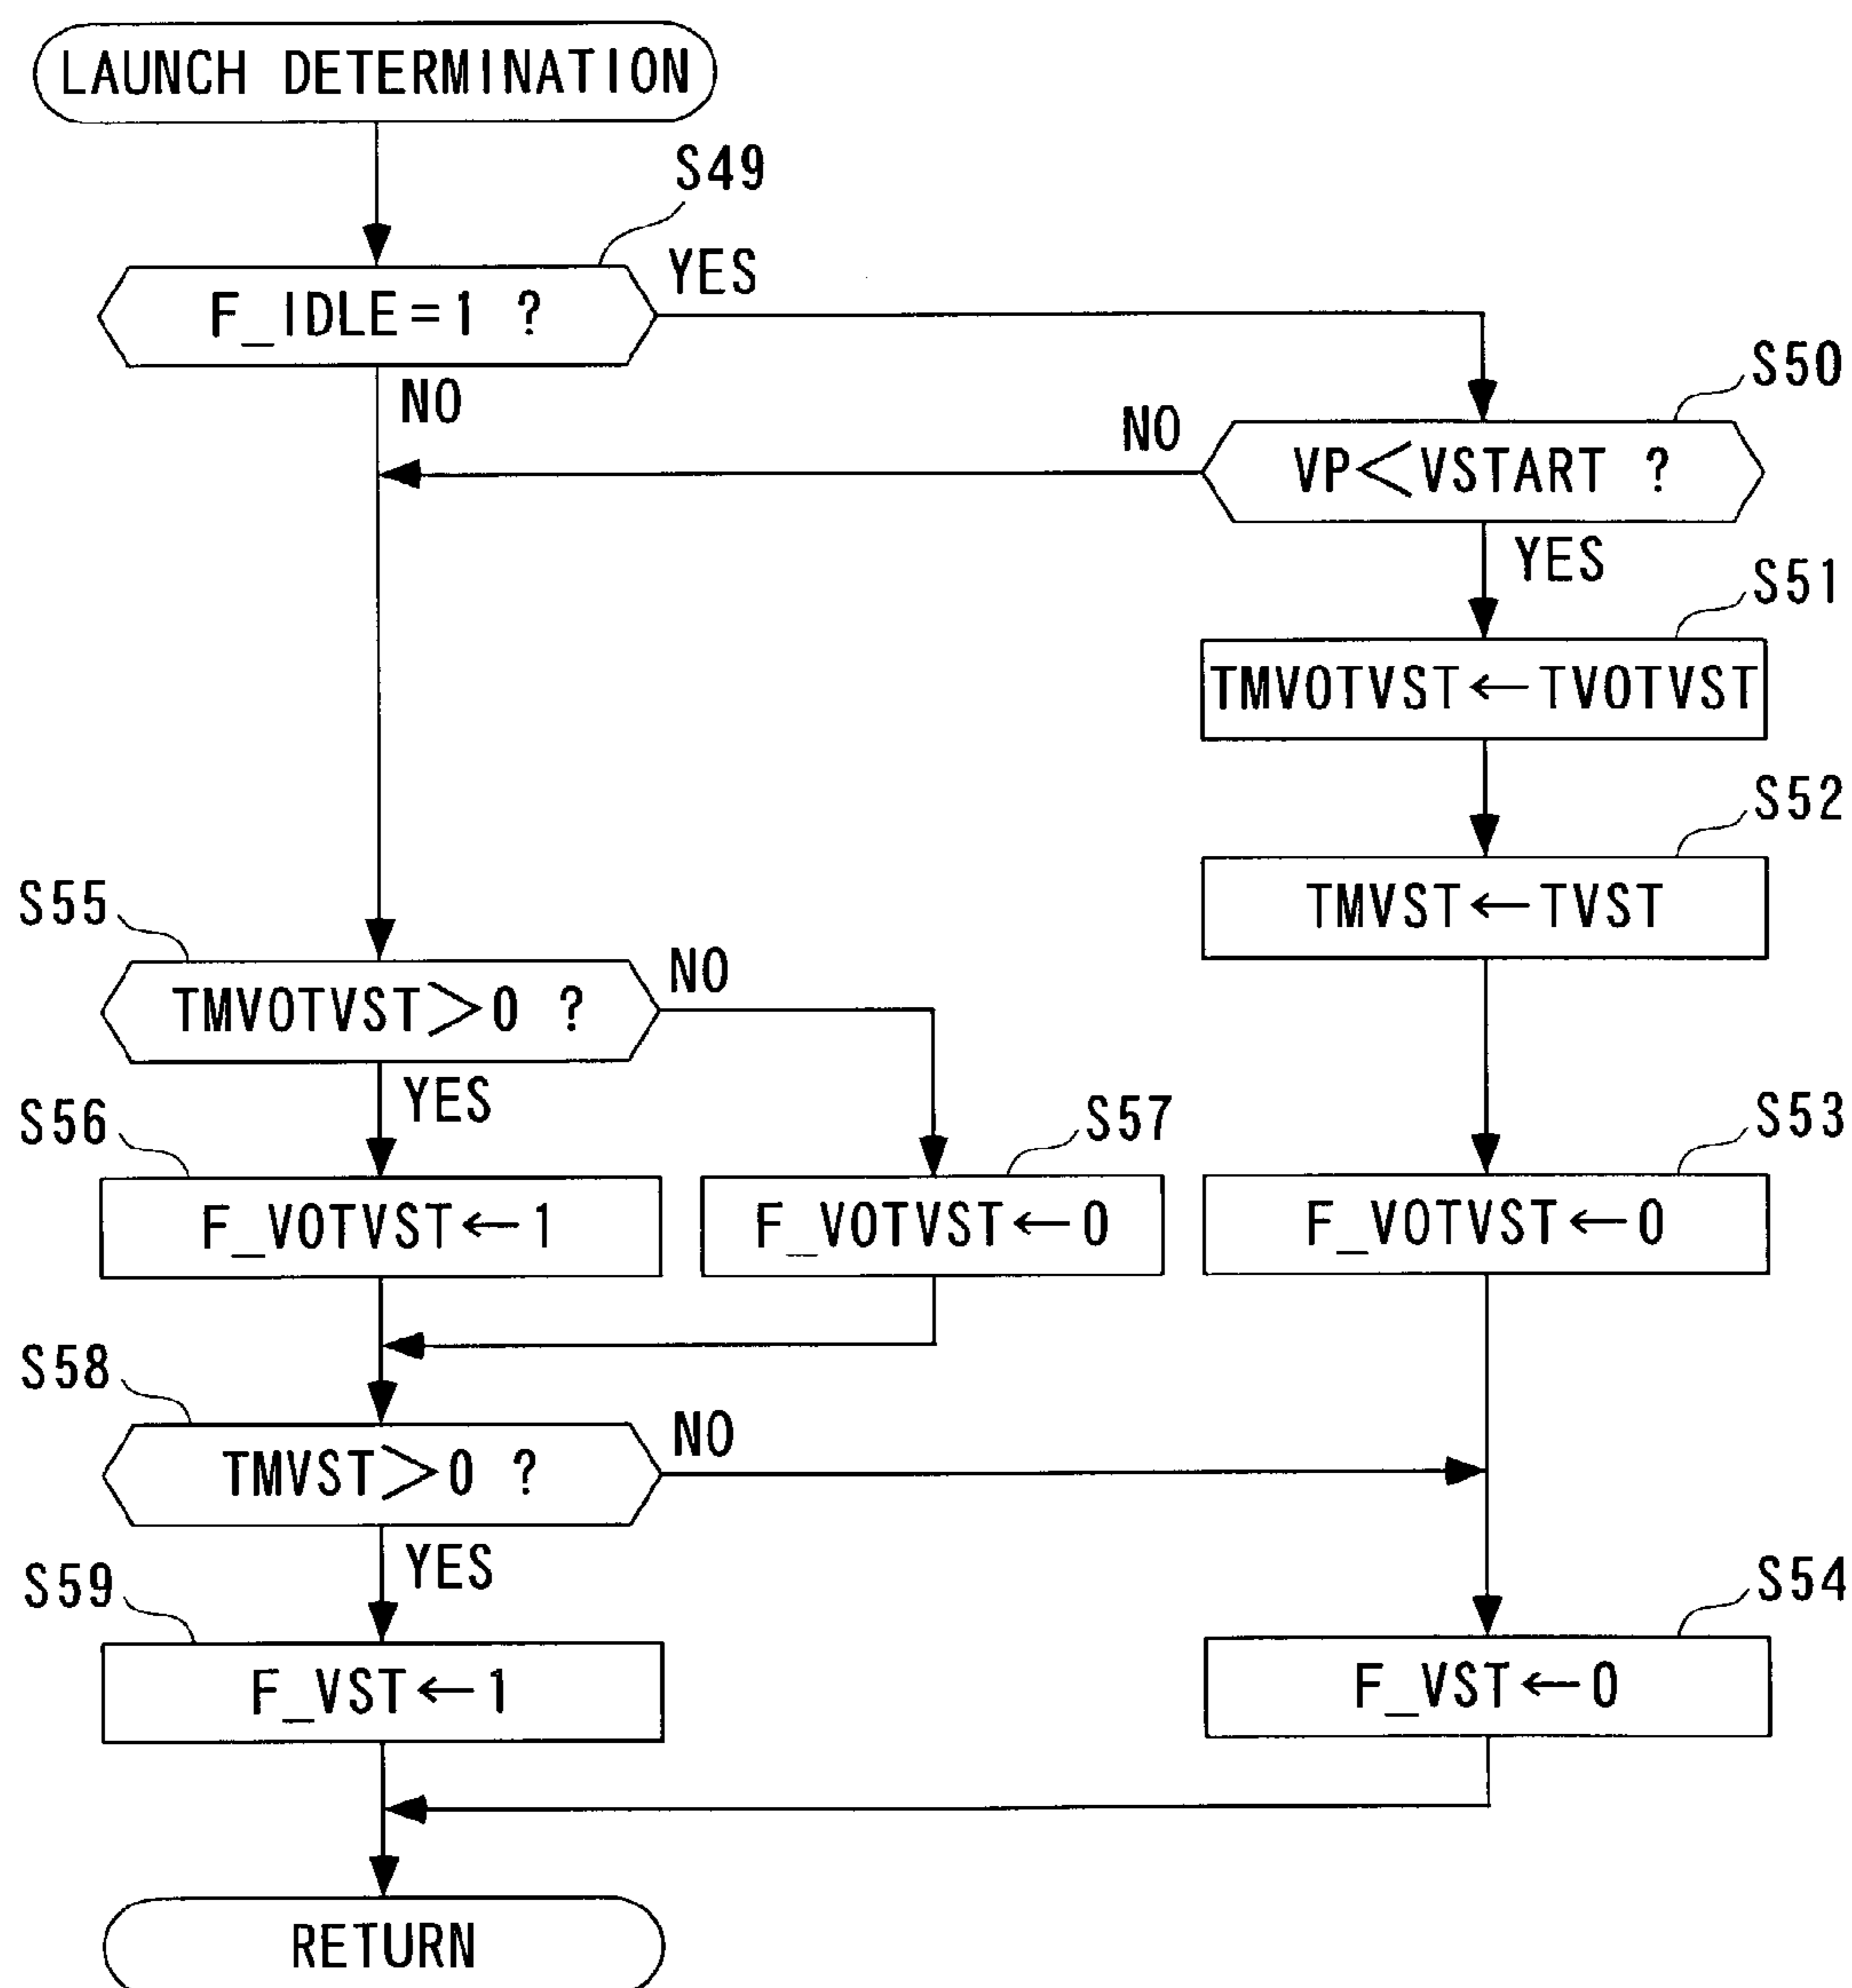 LAUNCH DETERMINATION
S49
F_IDLE=1 ?
YES
NO
S50
VP<VSTART ?
NO
YES
S51
TMVOTVST←TVOTVST
S52
TMVST←TVST
S55
TMVOTVST>0 ?
NO
YES
S56
F_VOTVST←1
S57
F_VOTVST←0
S53
F_VOTVST←0
S58
TMVST>0 ?
NO
YES
S59
F_VST←1
S54
F_VST←0
RETURN